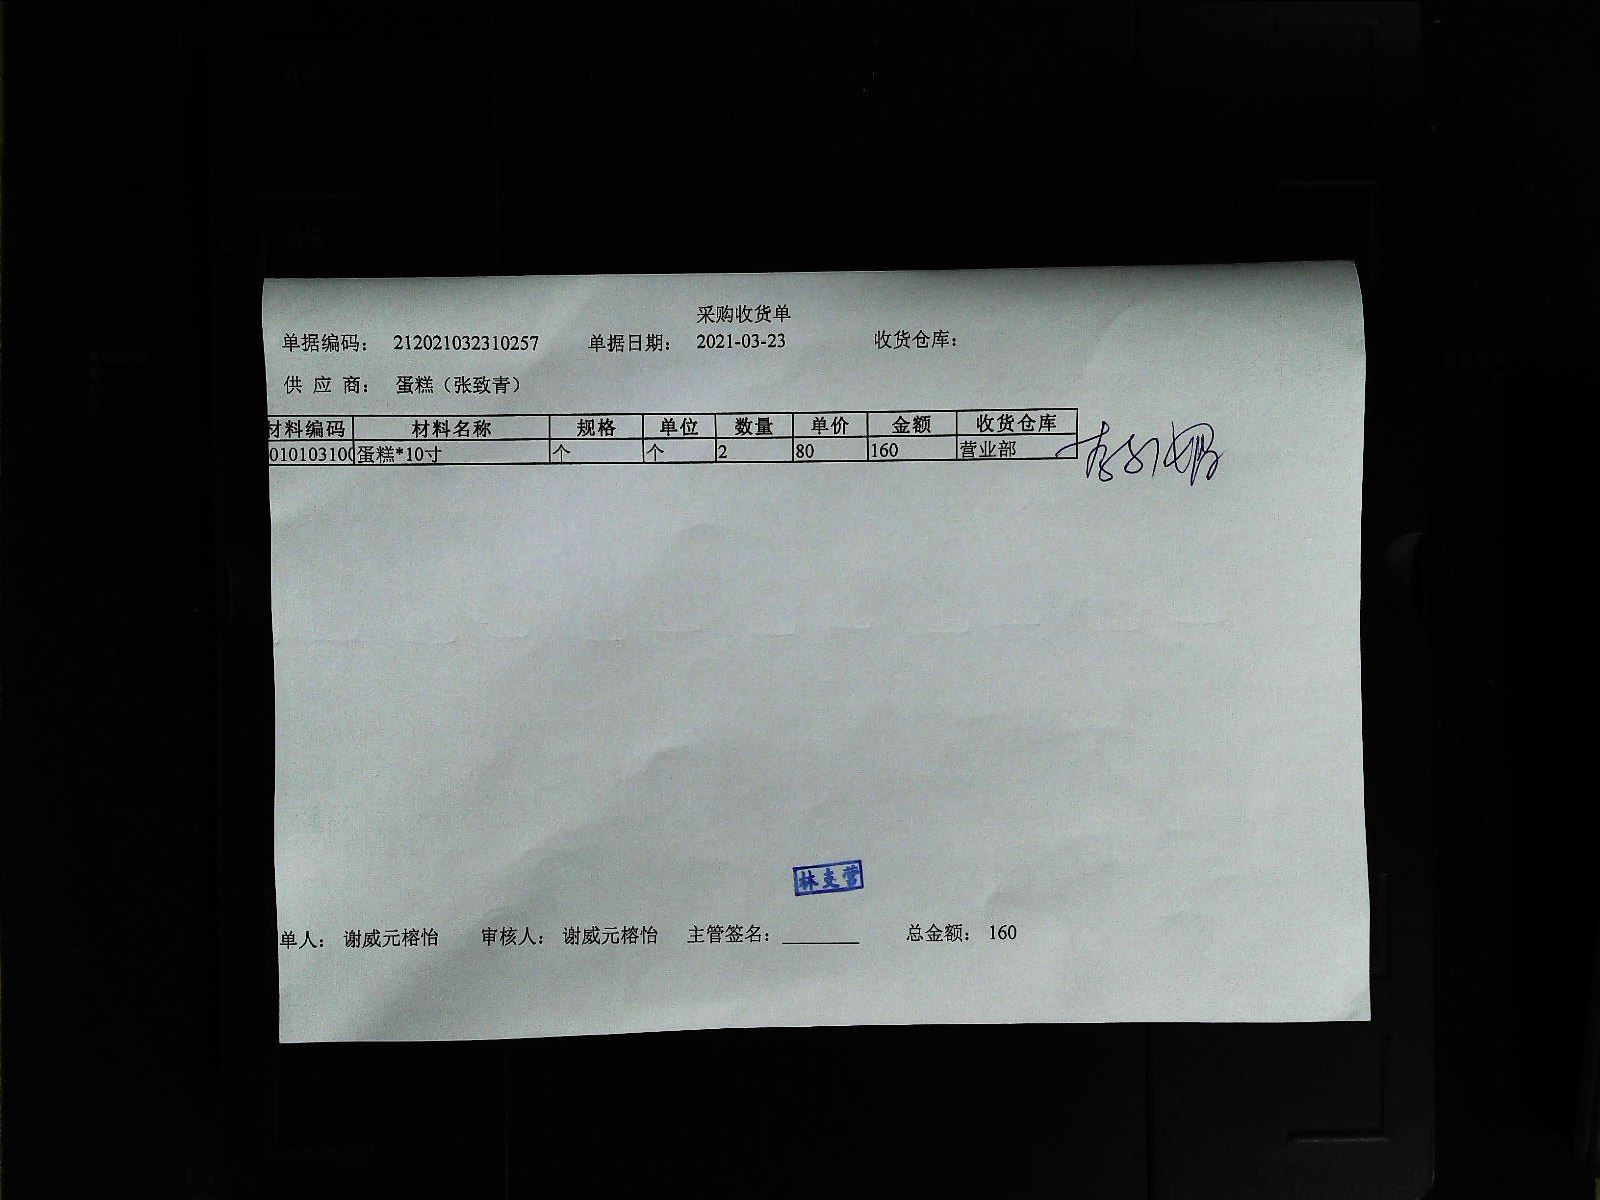 采购收货单
单据编码： 212021032310257 单据日期： 2021-03-23 收货仓库：
供 应 商： 蛋糕（张致青）
材料编码 材料名称 规格 单位 数量 单价 金额 收货仓库
010103100 蛋糕*10寸 个 个 2 80 160 营业部
林支营
单人： 谢威元榕怡 审核人： 谢威元榕怡 主管签名： 总金额： 160